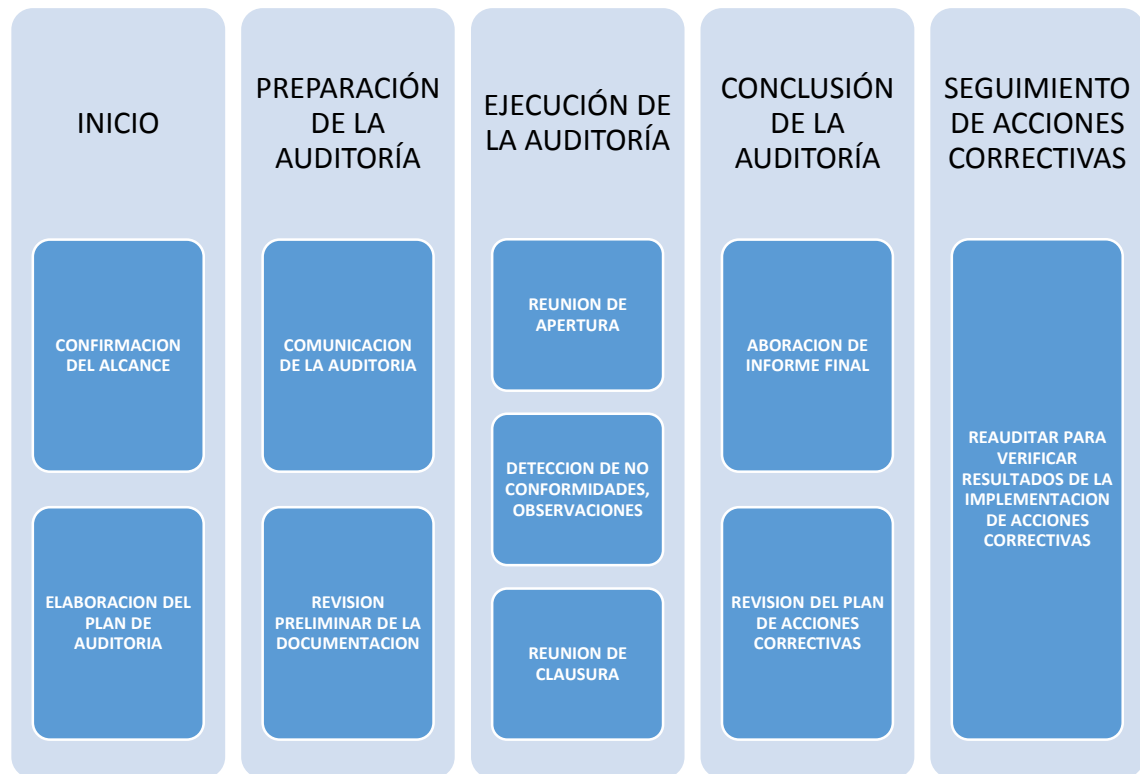 INICIO
CONFIRMACION
DEL ALCANCE
ELABORACION DEL
PLAN DE
AUDITORIA
PREPARACIÓN
DE LA
AUDITORÍA
COMUNICACION
DE LA AUDITORIA
REVISION
PRELIMINAR DE LA
DOCUMENTACION
EJECUCIÓN DE
LA AUDITORÍA
REUNION DE
APERTURA
DETECCION DE NO
CONFORMIDADES,
OBSERVACIONES
REUNION DE
CLAUSURA
CONCLUSIÓN
DE LA
AUDITORÍA
ABORACION DE
INFORME FINAL
REVISION DEL PLAN
DE ACCIONES
CORRECTIVAS
SEGUIMIENTO
DE ACCIONES
CORRECTIVAS
REAUDITAR PARA
VERIFICAR
RESULTADOS DE LA
IMPLEMENTACION
DE ACCIONES
CORRECTIVAS